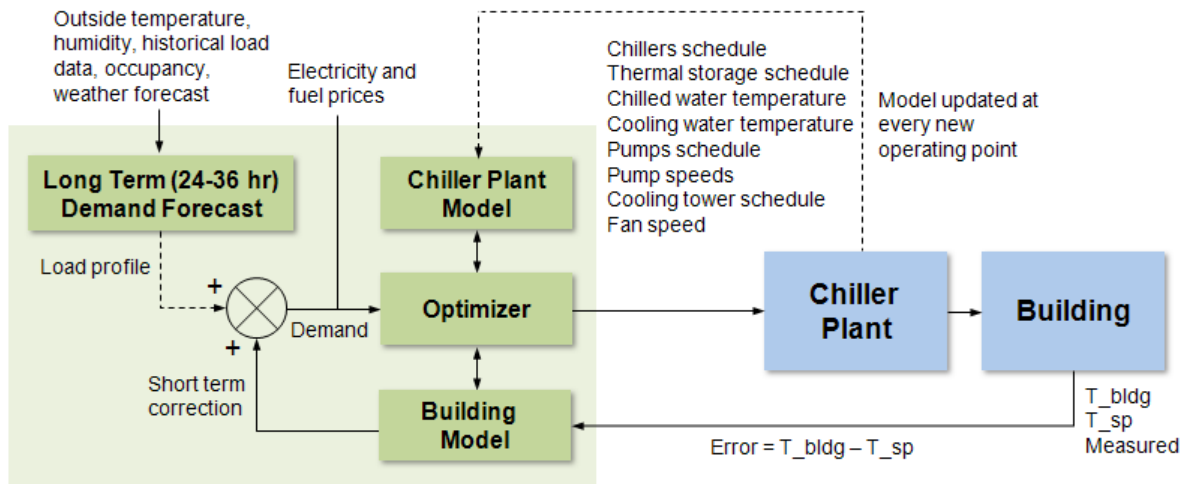 Outside temperature,
humidity, historical load
data, occupancy,
weather forecast
Electricity and
fuel prices
Chillers schedule
Thermal storage schedule
Chilled water temperature
Cooling water temperature
Pumps schedule
Pump speeds
Cooling tower schedule
Fan speed
Model updated at
every new
operating point
Long Term (24-36 hr)
Demand Forecast
Chiller Plant
Model
Load profile
+
+
Demand
Optimizer
Chiller
Plant
Building
Short term
correction
Building
Model
Error = T_bldg – T_sp
T_bldg
T_sp
Measured